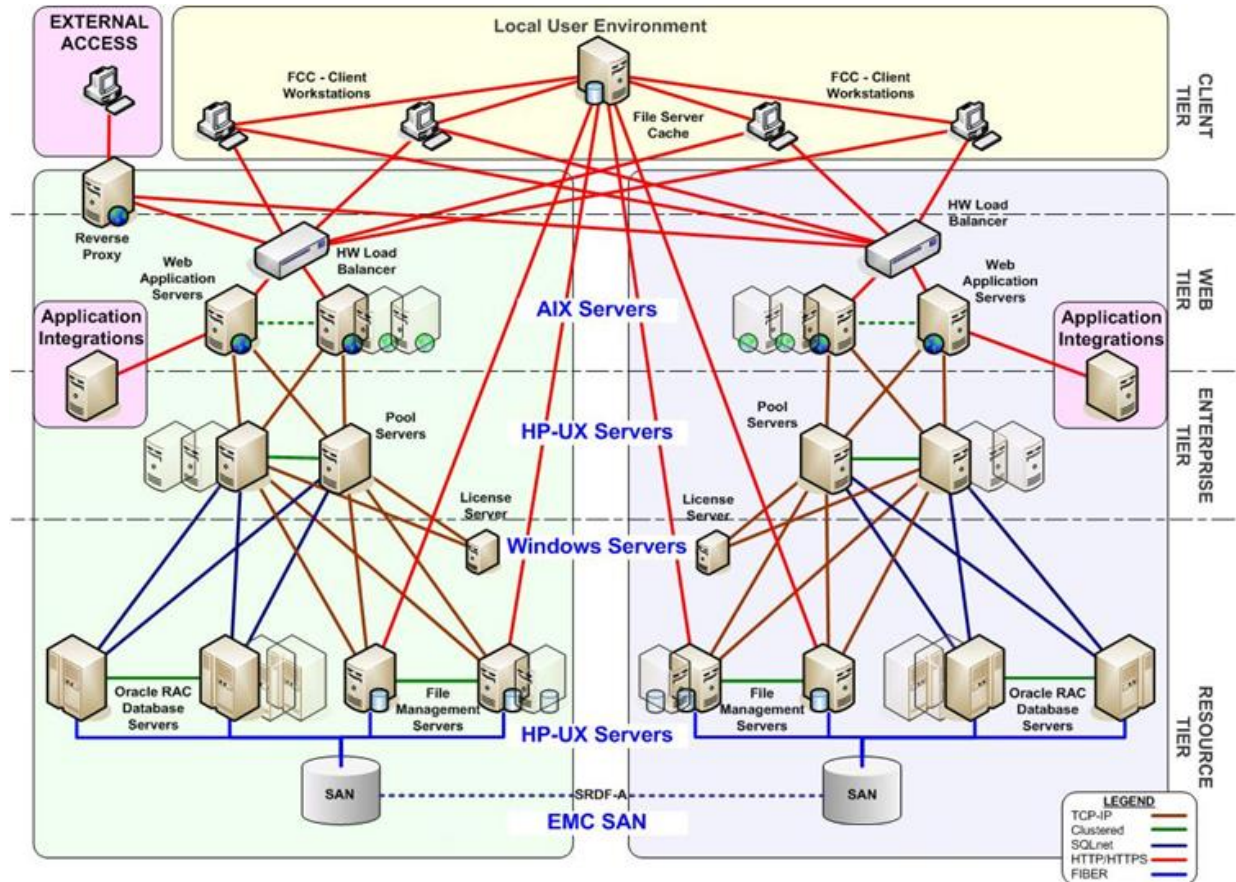 EXTERNAL
ACCESS
Local User Environment
FCC - Client
Workstations
FCC - Client
Workstations
File Server
Cache
CLIENT
TIER
Reverse
Proxy
HW Load
Balancer
HW Load
Balancer
Web
Application
Servers
Web
Application
Servers
WEB
TIER
AIX Servers
Application
Integrations
Application
Integrations
Pool
Servers
Pool
Servers
HP-UX Servers
ENTERPRISE
TIER
License
Server
License
Server
Windows Servers
Oracle RAC
Database
Servers
File
Management
Servers
File
Management
Servers
Oracle RAC
Database
Servers
RESOURCE
TIER
HP-UX Servers
SAN
SRDF-A
SAN
EMC SAN
LEGEND
TCP-IP
Clustered
SQLnet
HTTP/HTTPS
FIBER